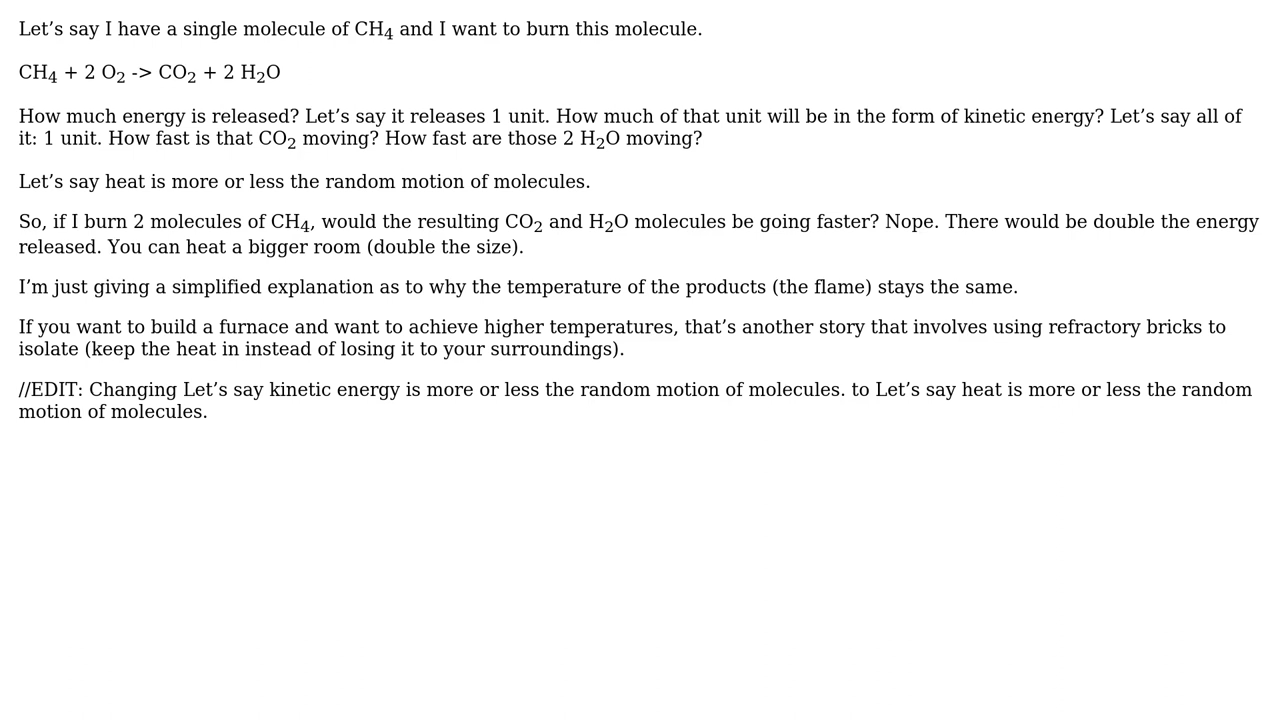 Let’s say I have a single molecule of CH₄ and I want to burn this molecule.
CH₄ + 2 O₂ -> CO₂ + 2 H₂O
How much energy is released? Let’s say it releases 1 unit. How much of that unit will be in the form of kinetic energy? Let’s say all of
it: 1 unit. How fast is that CO₂ moving? How fast are those 2 H₂O moving?
Let’s say heat is more or less the random motion of molecules.
So, if I burn 2 molecules of CH₄, would the resulting CO₂ and H₂O molecules be going faster? Nope. There would be double the energy
released. You can heat a bigger room (double the size).
I’m just giving a simplified explanation as to why the temperature of the products (the flame) stays the same.
If you want to build a furnace and want to achieve higher temperatures, that’s another story that involves using refractory bricks to
isolate (keep the heat in instead of losing it to your surroundings).
//EDIT: Changing Let’s say kinetic energy is more or less the random motion of molecules. to Let’s say heat is more or less the random
motion of molecules.